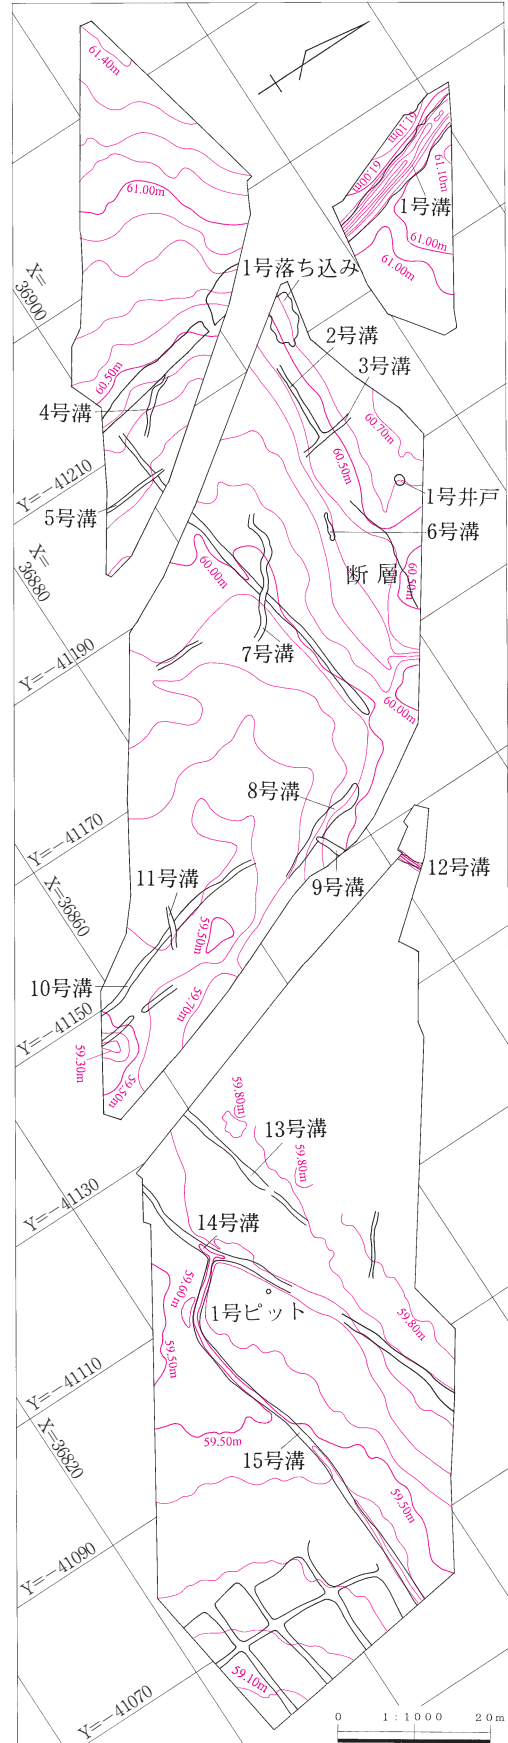 61.40m
61.10m
61.00m
61.10m
1号溝
61.00m
61.00m
61.00m
X=
36900
1号落ち込み
2号溝
3号溝
60.50m
4号溝
60.70m
60.50m
Y=-41210
5号溝
1号井戸
6号溝
X=
36880
60.00m
断層
60.50m
7号溝
Y=-41190
60.00m
8号溝
Y=-41170
12号溝
9号溝
11号溝
X=36860
59.50m
10号溝
59.70m
Y=-41150
59.30m
59.50m
59.80m
13号溝
59.80m
Y=-41130
14号溝
59.60m
1号ピット
59.80m
59.50m
Y=-41110
59.50m
X=36820
15号溝
59.50m
Y=-41090
59.10m
Y=-41070
0 1:1000 20m